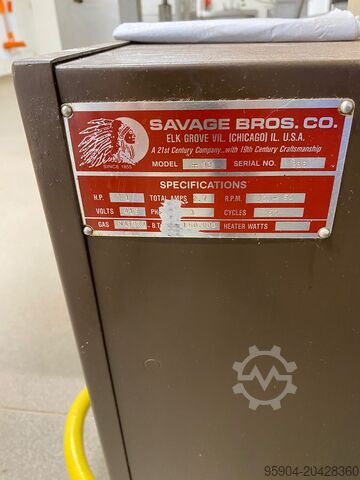 SAVAGE BROS. CO.
ELK GROVE VIL. (CHICAGO) IL. U.S.A.
A 21st Century Company...with 19th Century Craftsmanship
SINCE 1855
MODEL SERIAL NO.
SPECIFICATIONS
H.P. TOTAL AMPS R.P.M.
VOLTS PH CYCLES
GAS B.T. HEATER WATTS
95904-20428360